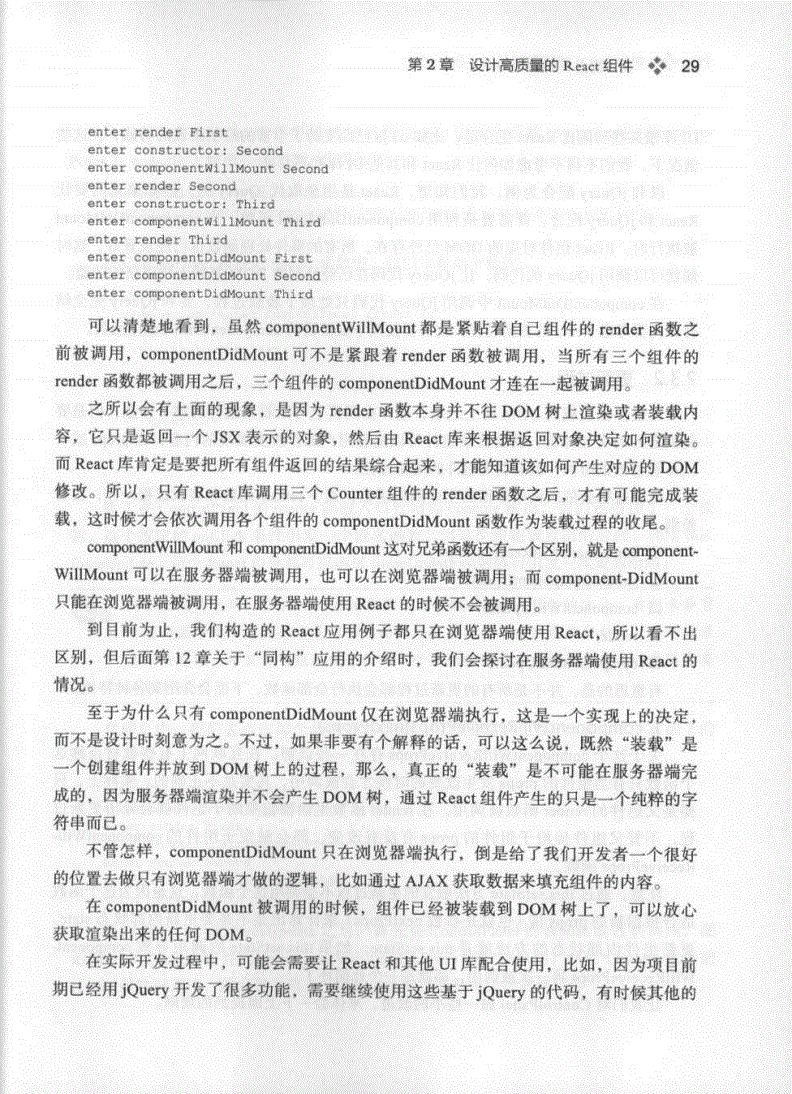 第 2 章 设计高质量的 React 组件 29
enter render First
enter constructor: Second
enter componentWillMount Second
enter render Second
enter constructor: Third
enter componentWillMount Third
enter render Third
enter componentDidMount First
enter componentDidMount Second
enter componentDidMount Third
可以清楚地看到，虽然 componentWillMount 都是紧贴着自己组件的 render 函数之
前被调用，componentDidMount 可不是紧跟着 render 函数被调用，当所有三个组件的
render 函数都被调用之后，三个组件的 componentDidMount 才连在一起被调用。
之所以会有上面的现象，是因为 render 函数本身并不往 DOM 树上渲染或者装载内
容，它只是返回一个 JSX 表示的对象，然后由 React 库来根据返回对象决定如何渲染。
而 React 库肯定是要把所有组件返回的结果综合起来，才能知道该如何产生对应的 DOM
修改。所以，只有 React 库调用三个 Counter 组件的 render 函数之后，才有可能完成装
载，这时候才会依次调用各个组件的 componentDidMount 函数作为装载过程的收尾。
componentWillMount 和 componentDidMount 这对兄弟函数还有一个区别，就是 component-
WillMount 可以在服务器端被调用，也可以在浏览器端被调用；而 component-DidMount
只能在浏览器端被调用，在服务器端使用 React 的时候不会被调用。
到目前为止，我们构造的 React 应用例子都只在浏览器端使用 React，所以看不出
区别，但后面第 12 章关于“同构”应用的介绍时，我们会探讨在服务器端使用 React 的
情况。
至于为什么只有 componentDidMount 仅在浏览器端执行，这是一个实现上的决定，
而不是设计时刻意为之。不过，如果非要有个解释的话，可以这么说，既然“装载”是
一个创建组件并放到 DOM 树上的过程，那么，真正的“装载”是不可能在服务器端完
成的，因为服务器端渲染并不会产生 DOM 树，通过 React 组件产生的只是一个纯粹的字
符串而已。
不管怎样，componentDidMount 只在浏览器端执行，倒是给了我们开发者一个很好
的位置去做只有浏览器端才做的逻辑，比如通过 AJAX 获取数据来填充组件的内容。
在 componentDidMount 被调用的时候，组件已经被装载到 DOM 树上了，可以放心
获取渲染出来的任何 DOM。
在实际开发过程中，可能会需要让 React 和其他 UI 库配合使用，比如，因为项目前
期已经用 jQuery 开发了很多功能，需要继续使用这些基于 jQuery 的代码，有时候其他的